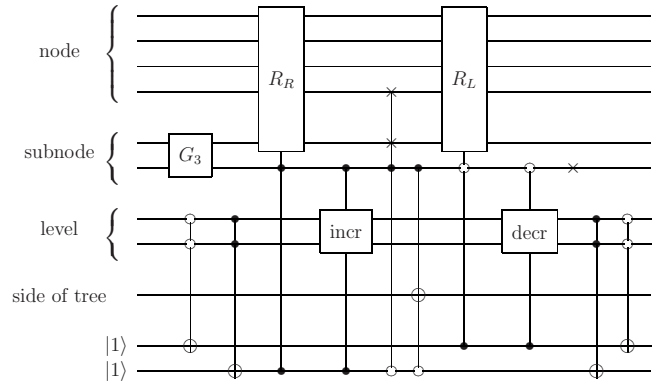 node
R_R
R_L
subnode
G_3
level
incr
decr
side of tree
|1⟩
|1⟩